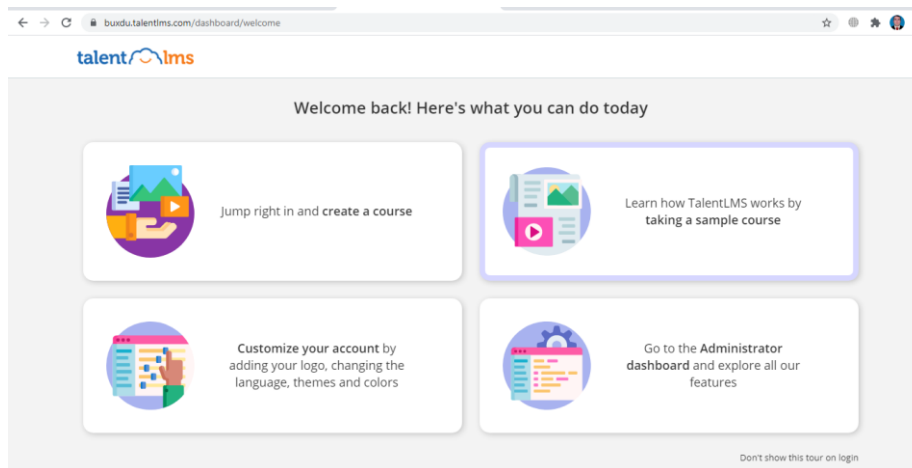 buxdu.talentlms.com/dashboard/welcome
talentlms
Welcome back! Here's what you can do today
Jump right in and create a course
Learn how TalentLMS works by
taking a sample course
Customize your account by
adding your logo, changing the
language, themes and colors
Go to the Administrator
dashboard and explore all our
features
Don't show this tour on login